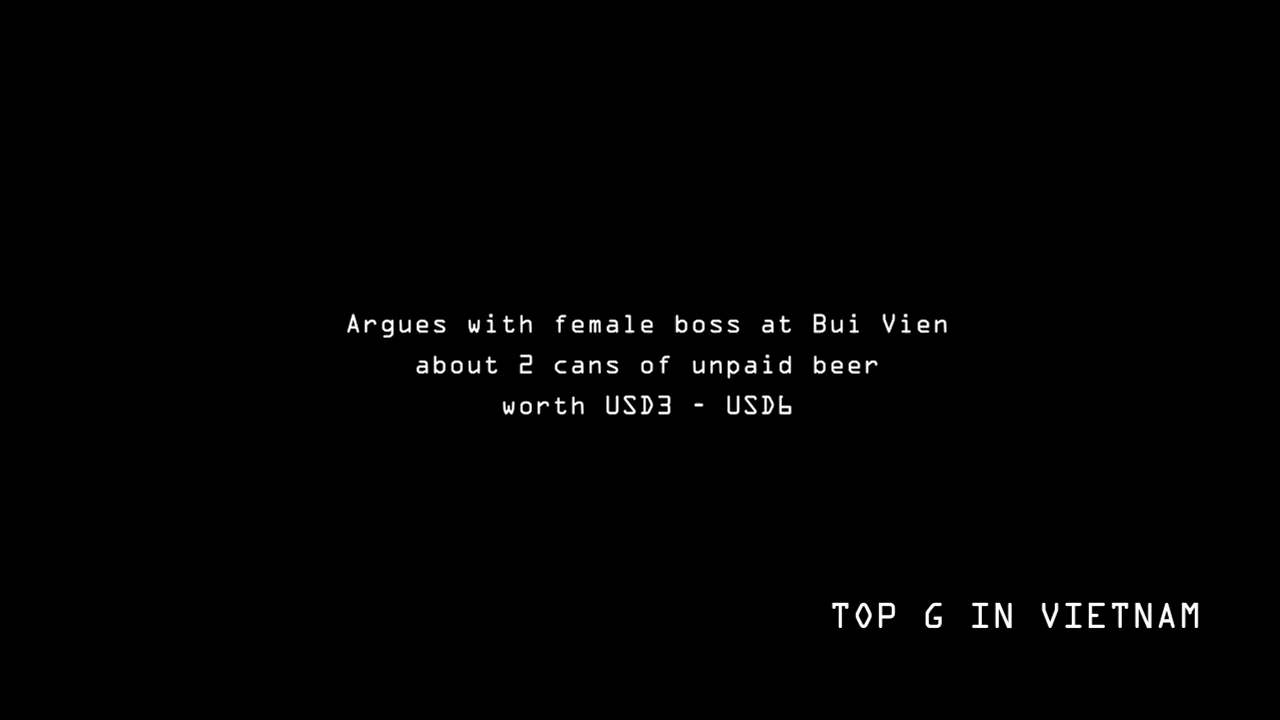 Argues with female boss at Bui Vien
about 2 cans of unpaid beer
worth USD3 - USD6
TOP G IN VIETNAM